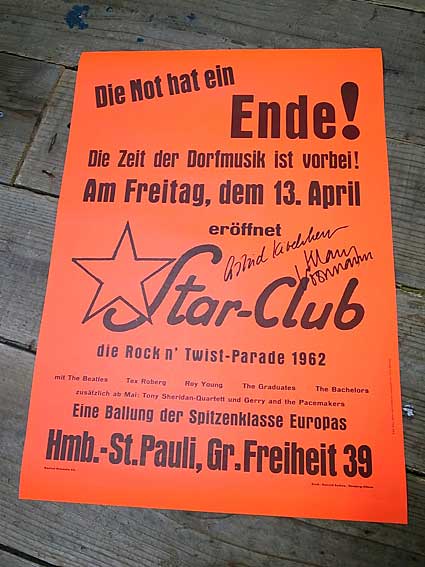 Die Not hat ein
Ende!
Die Zeit der Dorfmusik ist vorbei!
Am Freitag, dem 13. April
eröffnet
Astrid Kirchherr
Klaus Voormann
Star-Club
die Rock n' Twist-Parade 1962
mit The Beatles Tex Roberg Roy Young The Graduates The Bachelors
zusätzlich ab Mai: Tony Sheridan-Quartett und Gerry and the Pacemakers
Eine Ballung der Spitzenklasse Europas
Hmb.-St. Pauli, Gr. Freiheit 39